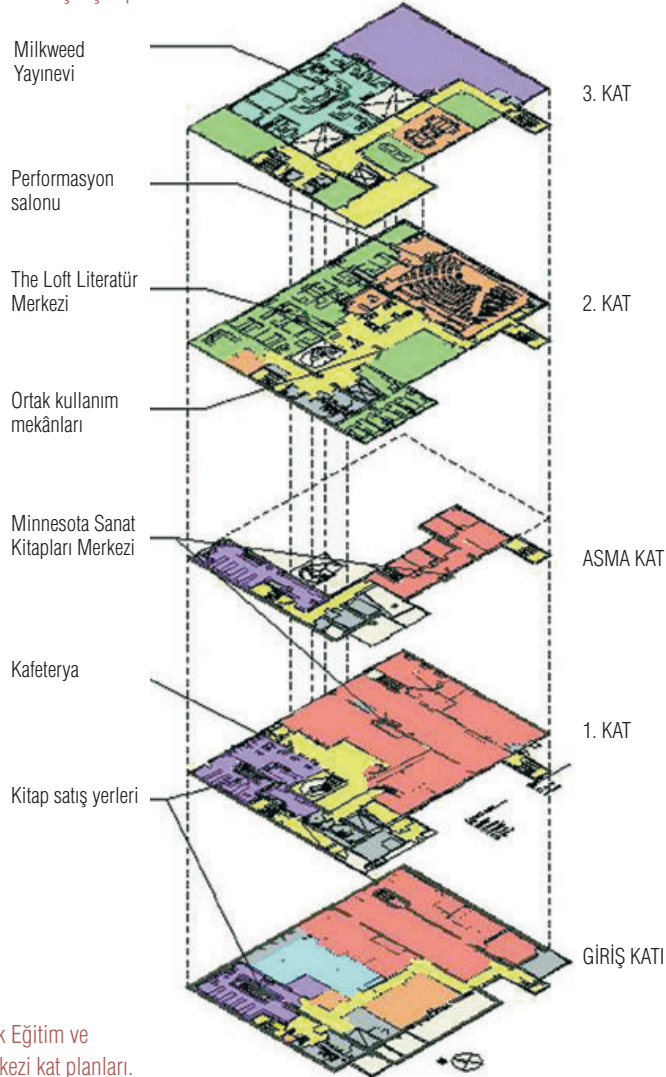 Milkweed
Yayınevi
3. KAT
Performasyon
salonu
The Loft Literatür
Merkezi
2. KAT
Ortak kullanım
mekânları
Minnesota Sanat
Kitapları Merkezi
ASMA KAT
Kafeterya
1. KAT
Kitap satış yerleri
GİRİŞ KATI
k Eğitim ve
kezi kat planları.